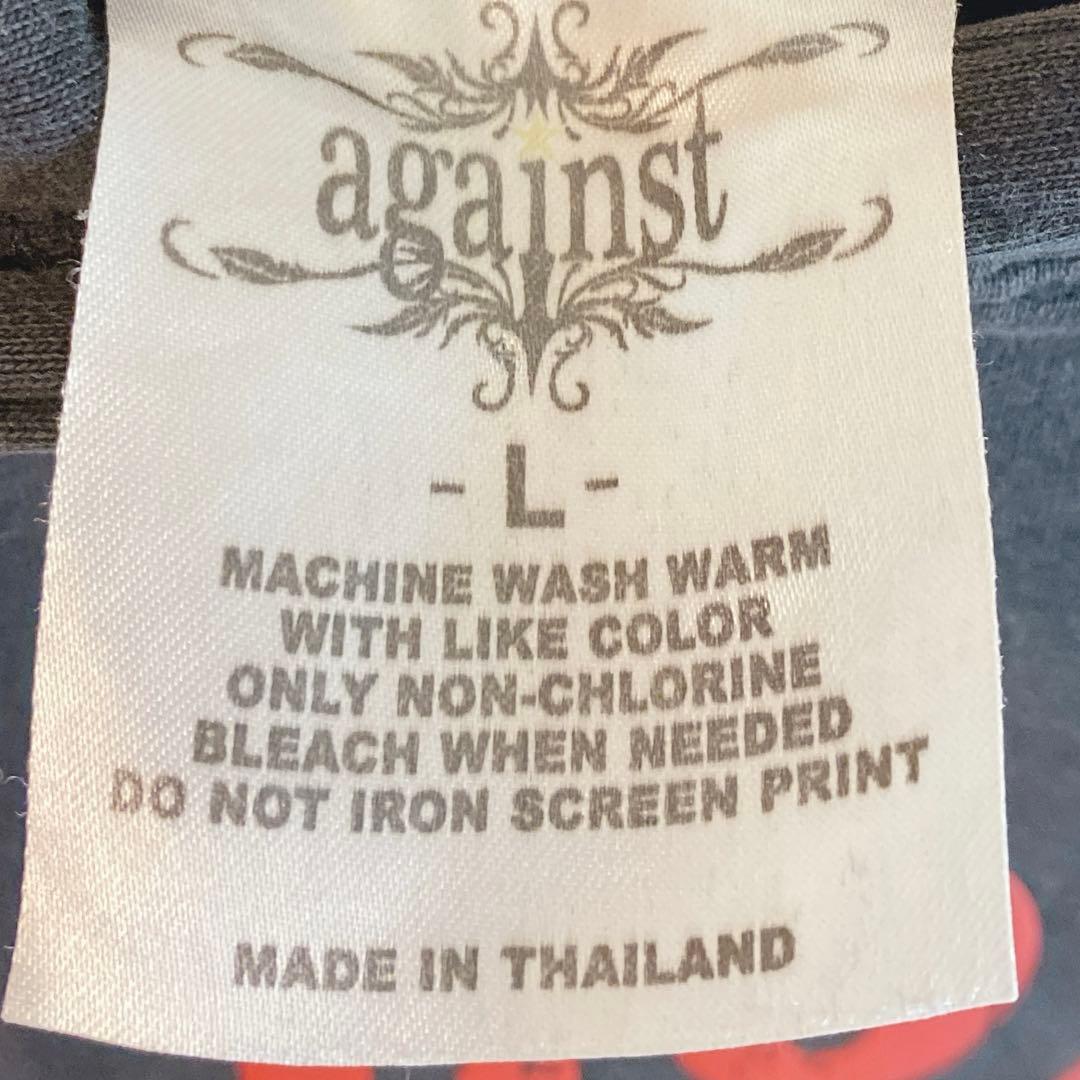 against
- L -
MACHINE WASH WARM
WITH LIKE COLOR
ONLY NON-CHLORINE
BLEACH WHEN NEEDED
DO NOT IRON SCREEN PRINT
MADE IN THAILAND